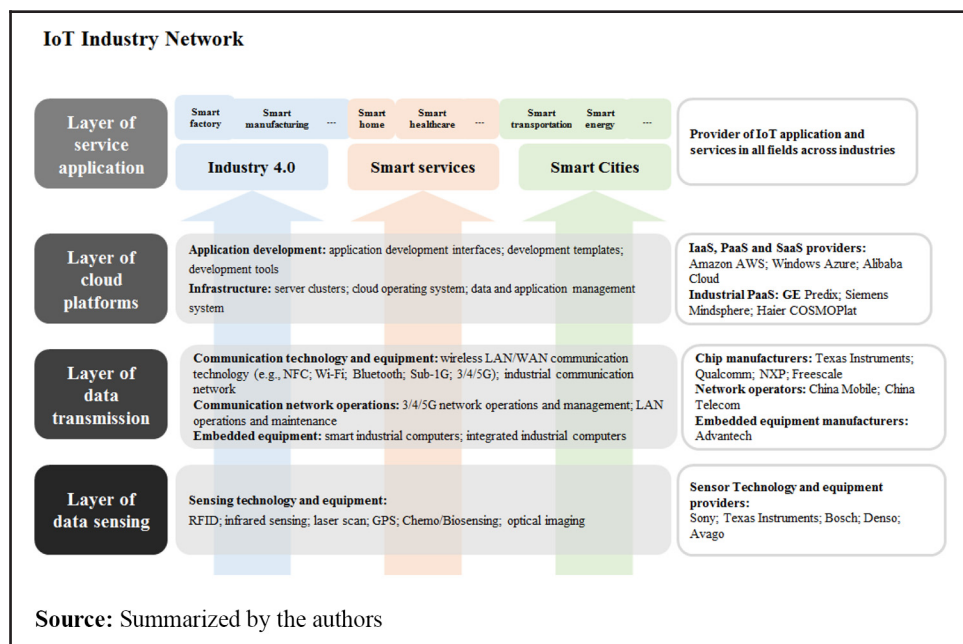 IoT Industry Network
Layer of
service
application
Smart
factory
Smart
manufacturing
...
Smart
home
Smart
healthcare
...
Smart
transportation
Smart
energy
...
Industry 4.0
Smart services
Smart Cities
Provider of IoT application and
services in all fields across industries
Layer of
cloud
platforms
Application development: application development interfaces; development templates;
development tools
Infrastructure: server clusters; cloud operating system; data and application management
system
IaaS, PaaS and SaaS providers:
Amazon AWS; Windows Azure; Alibaba
Cloud
Industrial PaaS: GE Predix; Siemens
Mindsphere; Haier COSMOPlat
Layer of
data
transmission
Communication technology and equipment: wireless LAN/WAN communication
technology (e.g., NFC; Wi-Fi; Bluetooth; Sub-1G; 3/4/5G); industrial communication
network
Communication network operations: 3/4/5G network operations and management; LAN
operations and maintenance
Embedded equipment: smart industrial computers; integrated industrial computers
Chip manufacturers: Texas Instruments;
Qualcomm; NXP; Freescale
Network operators: China Mobile; China
Telecom
Embedded equipment manufacturers:
Advantech
Layer of
data sensing
Sensing technology and equipment:
RFID; infrared sensing; laser scan; GPS; Chemo/Biosensing; optical imaging
Sensor Technology and equipment
providers:
Sony; Texas Instruments; Bosch; Denso;
Avago
Source: Summarized by the authors